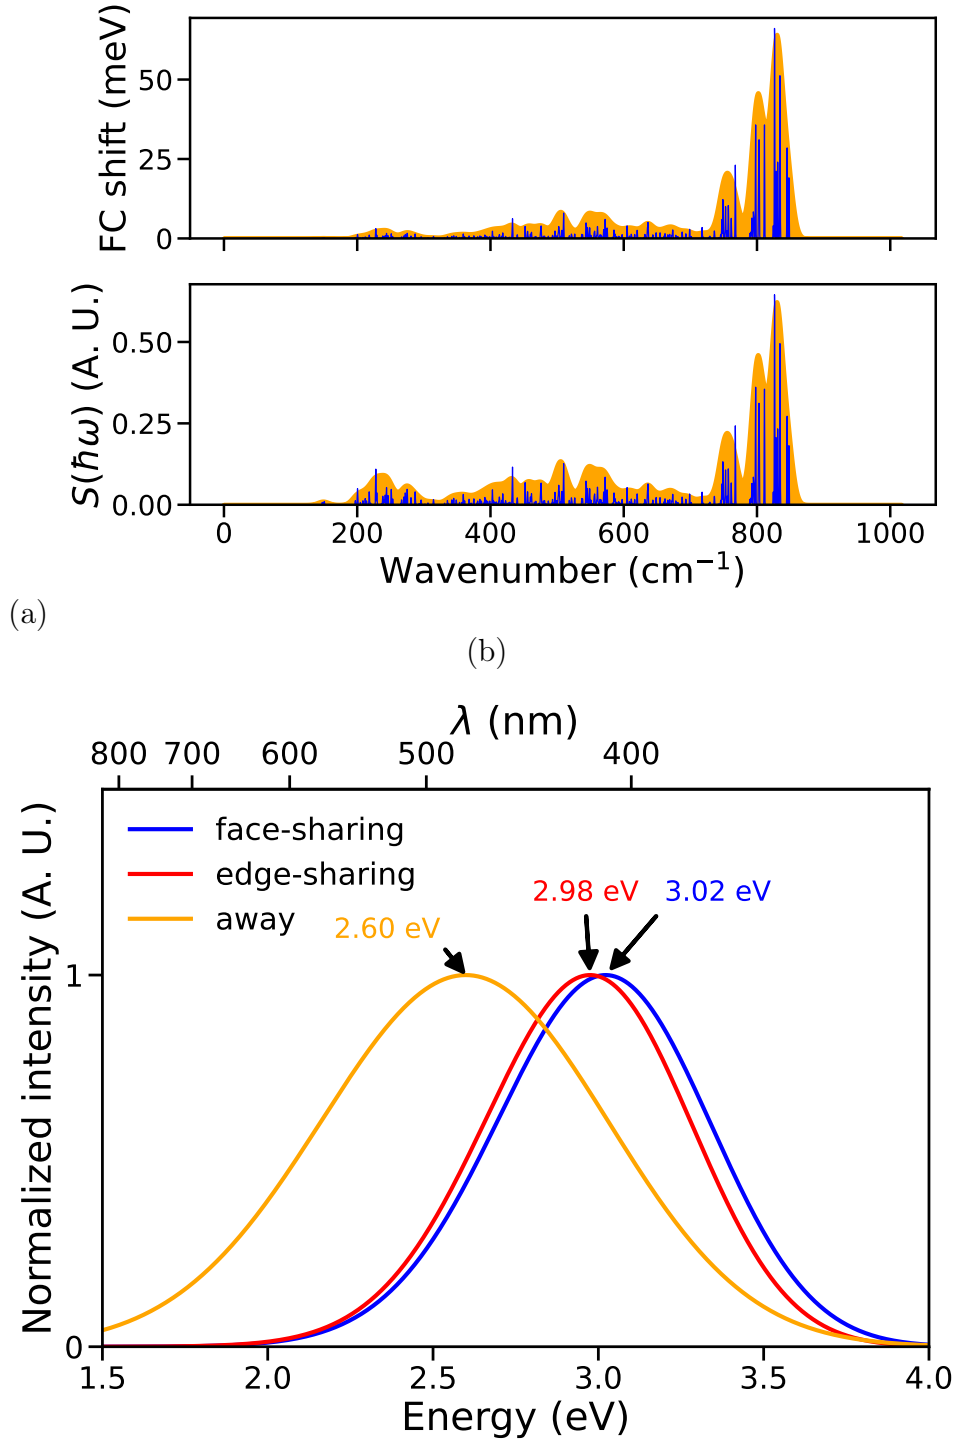 FC shift (meV)
50
25
0
S(ħω) (A. U.)
0.50
0.25
0.00
0 200 400 600 800 1000
Wavenumber (cm⁻¹)
(a)
(b)
λ (nm)
800 700 600 500 400
Normalized intensity (A. U.)
face-sharing
edge-sharing
away
2.60 eV
2.98 eV
3.02 eV
1
0
1.5 2.0 2.5 3.0 3.5 4.0
Energy (eV)